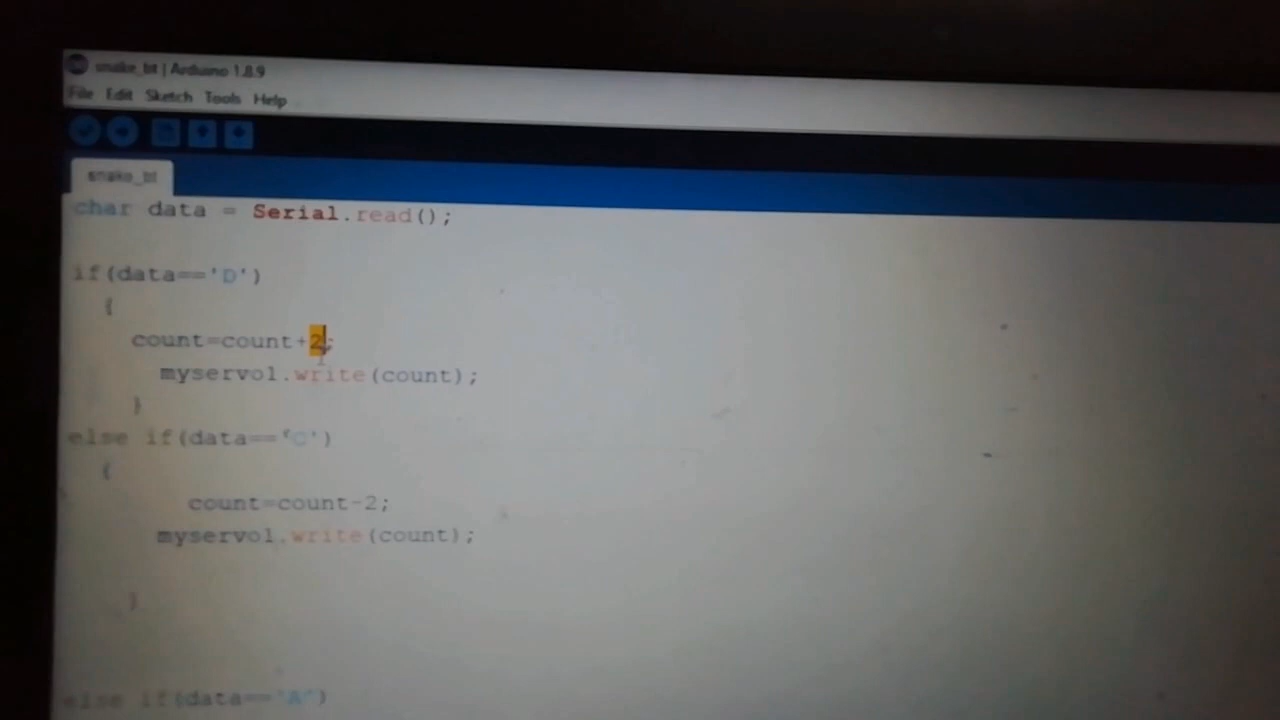 snake_bt | Arduino 1.8.9
File Edit Sketch Tools Help
snake_bt
char data = Serial.read();
if(data=='D')
{
count=count+2;
myservo1.write(count);
}
else if(data=='C')
{
count=count-2;
myservo1.write(count);
}
else if(data=='A')